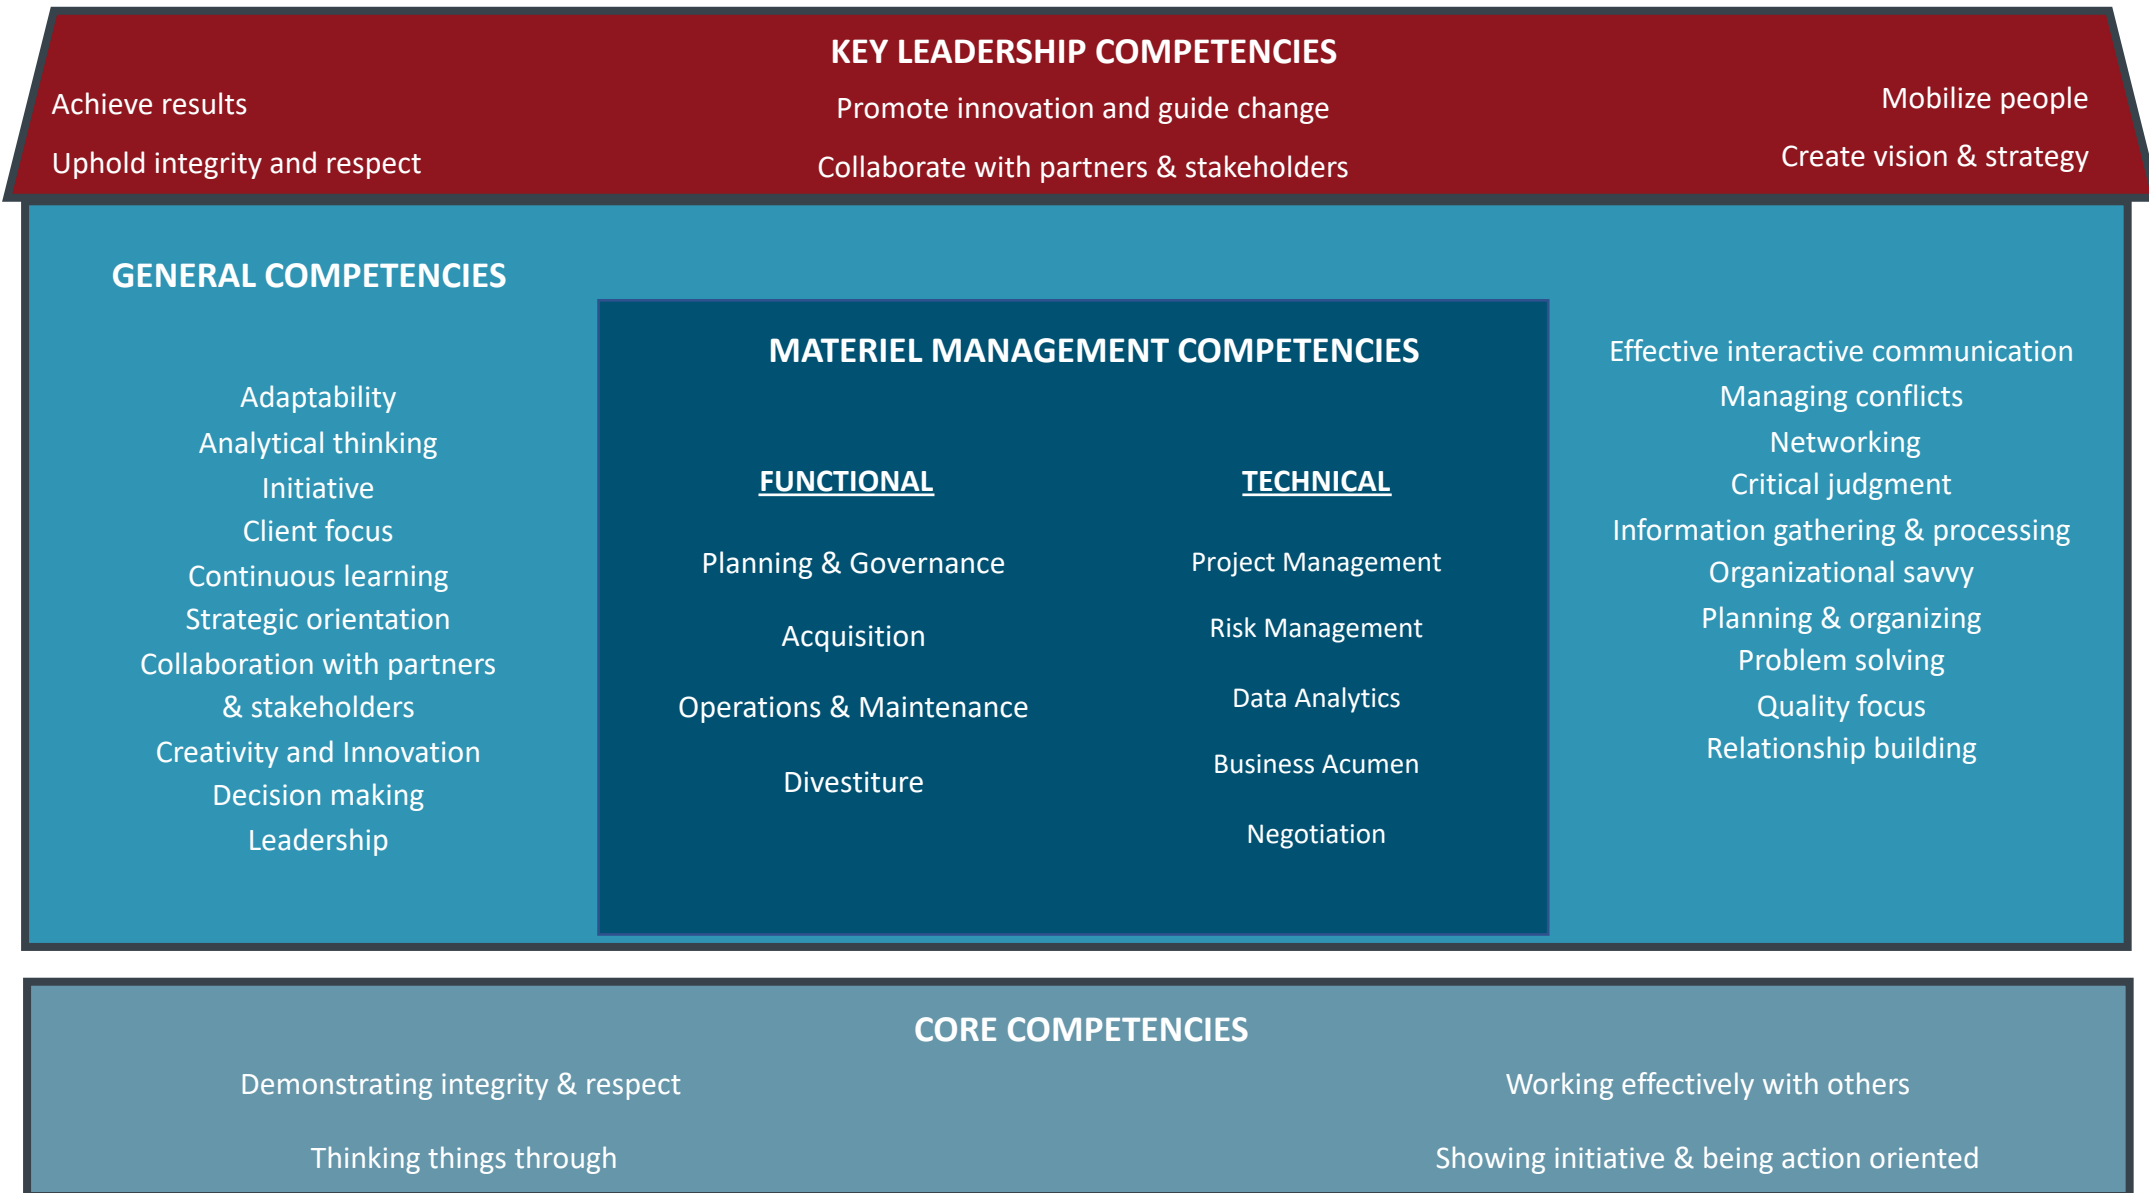 KEY LEADERSHIP COMPETENCIES
Achieve results
Uphold integrity and respect
Promote innovation and guide change
Collaborate with partners & stakeholders
Mobilize people
Create vision & strategy
GENERAL COMPETENCIES
Adaptability
Analytical thinking
Initiative
Client focus
Continuous learning
Strategic orientation
Collaboration with partners
& stakeholders
Creativity and Innovation
Decision making
Leadership
MATERIEL MANAGEMENT COMPETENCIES
FUNCTIONAL
Planning & Governance
Acquisition
Operations & Maintenance
Divestiture
TECHNICAL
Project Management
Risk Management
Data Analytics
Business Acumen
Negotiation
Effective interactive communication
Managing conflicts
Networking
Critical judgment
Information gathering & processing
Organizational savvy
Planning & organizing
Problem solving
Quality focus
Relationship building
CORE COMPETENCIES
Demonstrating integrity & respect
Thinking things through
Working effectively with others
Showing initiative & being action oriented